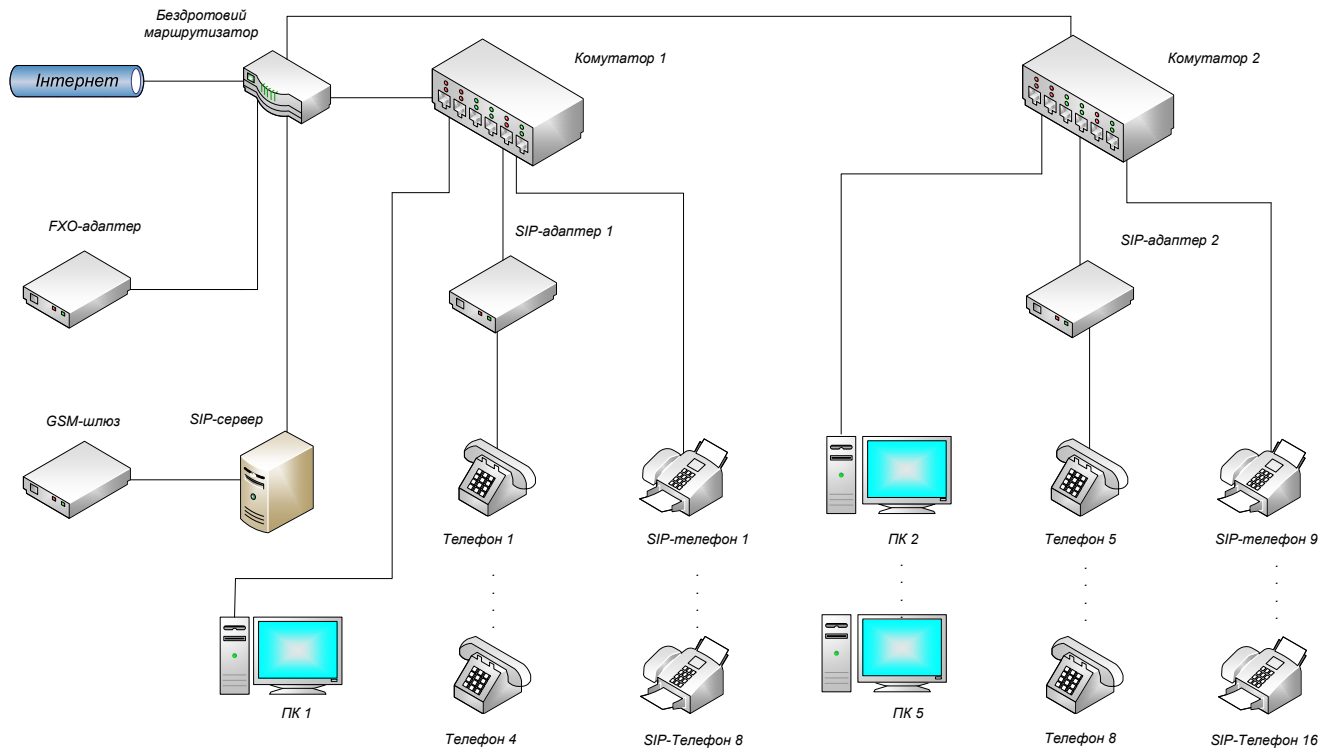 Бездротовий
маршрутизатор
Інтернет
Комутатор 1
Комутатор 2
FXO-адаптер
SIP-адаптер 1
SIP-адаптер 2
GSM-шлюз
SIP-сервер
Телефон 1
SIP-телефон 1
ПК 2
Телефон 5
SIP-телефон 9
ПК 1
Телефон 4
SIP-Телефон 8
ПК 5
Телефон 8
SIP-Телефон 16